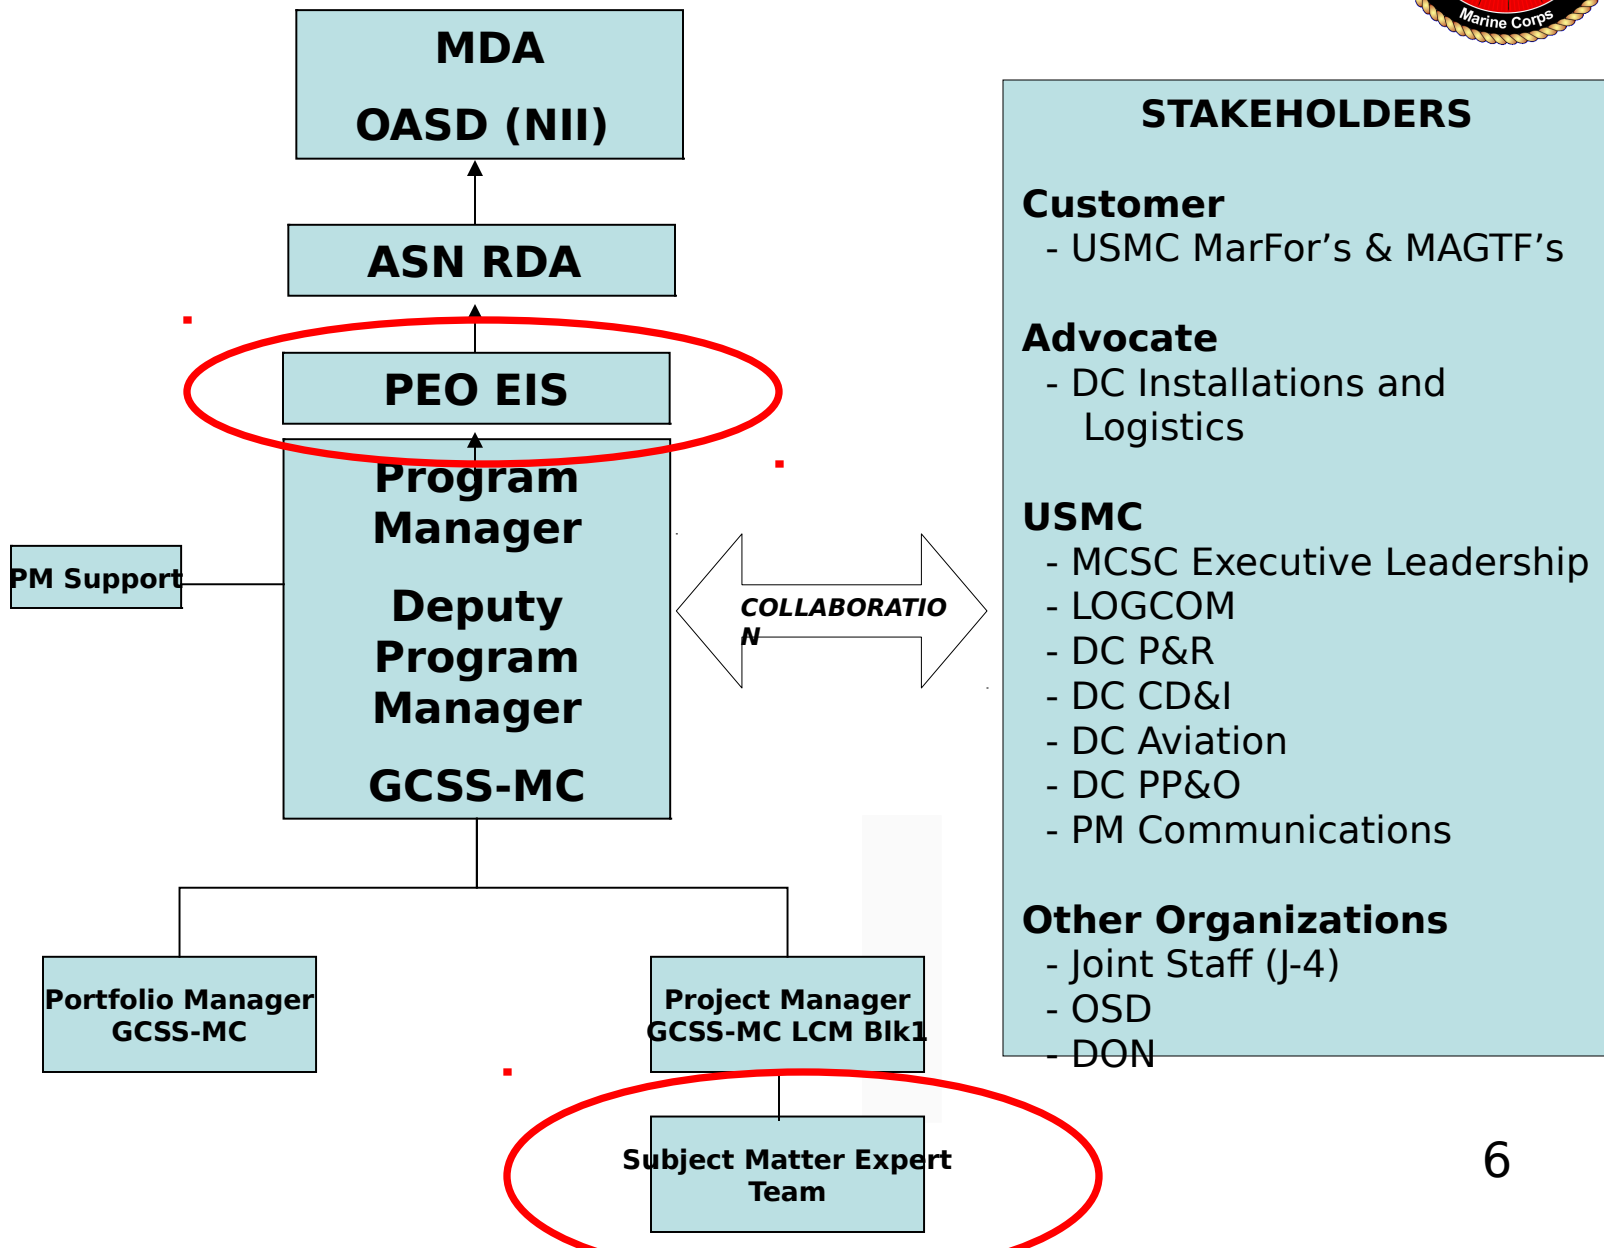 Marine Corps
MDA
OASD (NII)
ASN RDA
PEO EIS
Program
Manager
Deputy
Program
Manager
GCSS-MC
PM Support
COLLABORATIO
N
Portfolio Manager
GCSS-MC
Project Manager
GCSS-MC LCM Blk1
Subject Matter Expert
Team
STAKEHOLDERS
Customer
- USMC MarFor’s & MAGTF’s
Advocate
- DC Installations and
Logistics
USMC
- MCSC Executive Leadership
- LOGCOM
- DC P&R
- DC CD&I
- DC Aviation
- DC PP&O
- PM Communications
Other Organizations
- Joint Staff (J-4)
- OSD
- DON
6